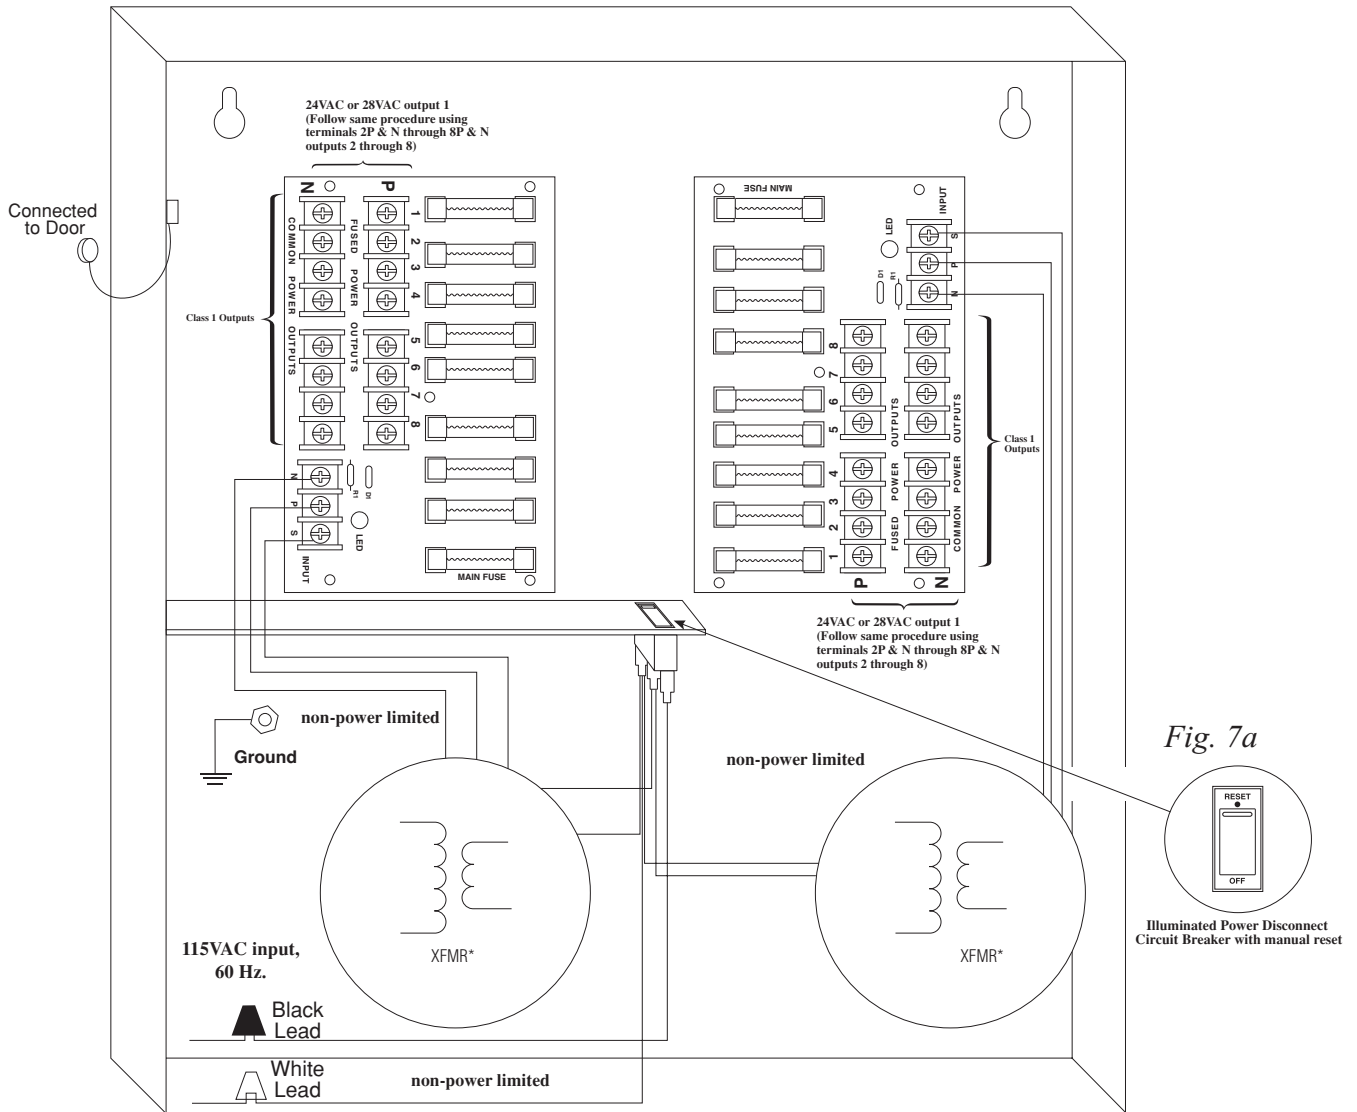 24VAC or 28VAC output 1
(Follow same procedure using
terminals 2P & N through 8P & N
outputs 2 through 8)
Connected
to Door
Class 1 Outputs
N
P
COMMON POWER OUTPUTS
FUSED POWER OUTPUTS
1
2
3
4
5
6
7
8
N
P
S
INPUT
R1
D1
LED
MAIN FUSE
MAIN FUSE
INPUT
LED
S
P
N
D1
R1
8
7
6
5
4
3
2
1
FUSED POWER OUTPUTS
COMMON POWER OUTPUTS
P
N
Class 1
Outputs
24VAC or 28VAC output 1
(Follow same procedure using
terminals 2P & N through 8P & N
outputs 2 through 8)
non-power limited
Ground
non-power limited
Fig. 7a
RESET
OFF
Illuminated Power Disconnect
Circuit Breaker with manual reset
XFMR*
XFMR*
115VAC input,
60 Hz.
Black
Lead
White
Lead
non-power limited